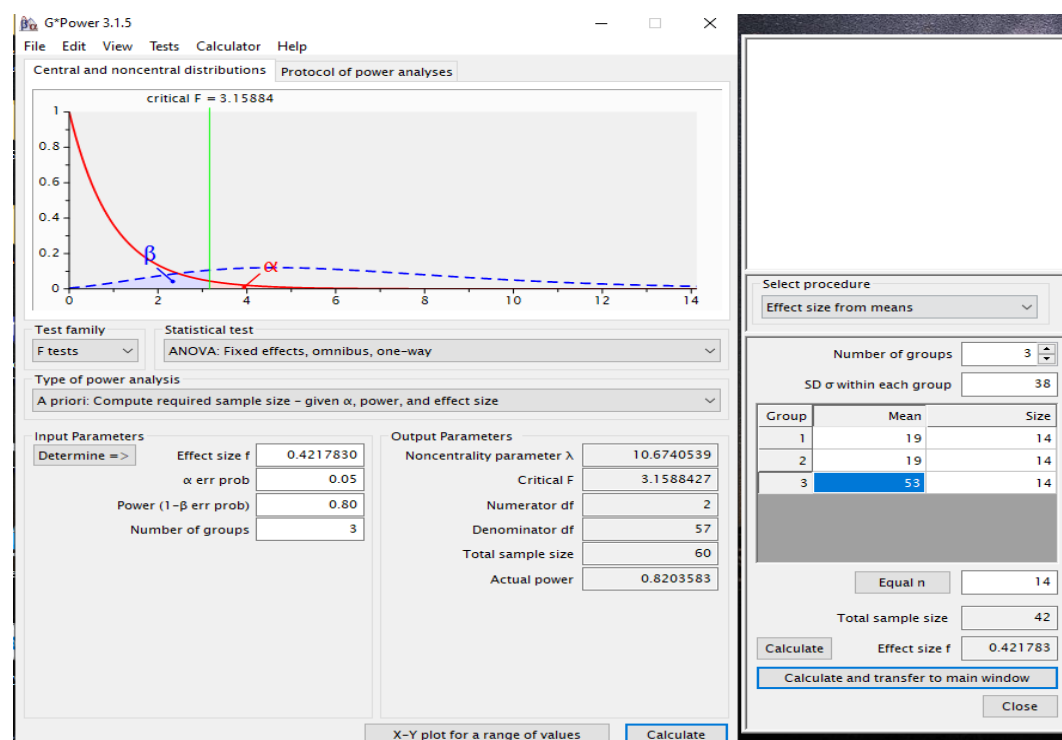 G*Power 3.1.5
File Edit View Tests Calculator Help
Central and noncentral distributions Protocol of power analyses
critical F = 3.15884
1
0.8
0.6
0.4
0.2
0
β
α
0 2 4 6 8 10 12 14
Test family Statistical test
F tests ANOVA: Fixed effects, omnibus, one-way
Type of power analysis
A priori: Compute required sample size – given α, power, and effect size
Input Parameters
Determine => Effect size f 0.4217830
α err prob 0.05
Power (1-β err prob) 0.80
Number of groups 3
Output Parameters
Noncentrality parameter λ 10.6740539
Critical F 3.1588427
Numerator df 2
Denominator df 57
Total sample size 60
Actual power 0.8203583
X-Y plot for a range of values Calculate
Select procedure
Effect size from means
Number of groups 3
SD σ within each group 38
Group Mean Size
1 19 14
2 19 14
3 53 14
Equal n 14
Total sample size 42
Calculate Effect size f 0.421783
Calculate and transfer to main window
Close